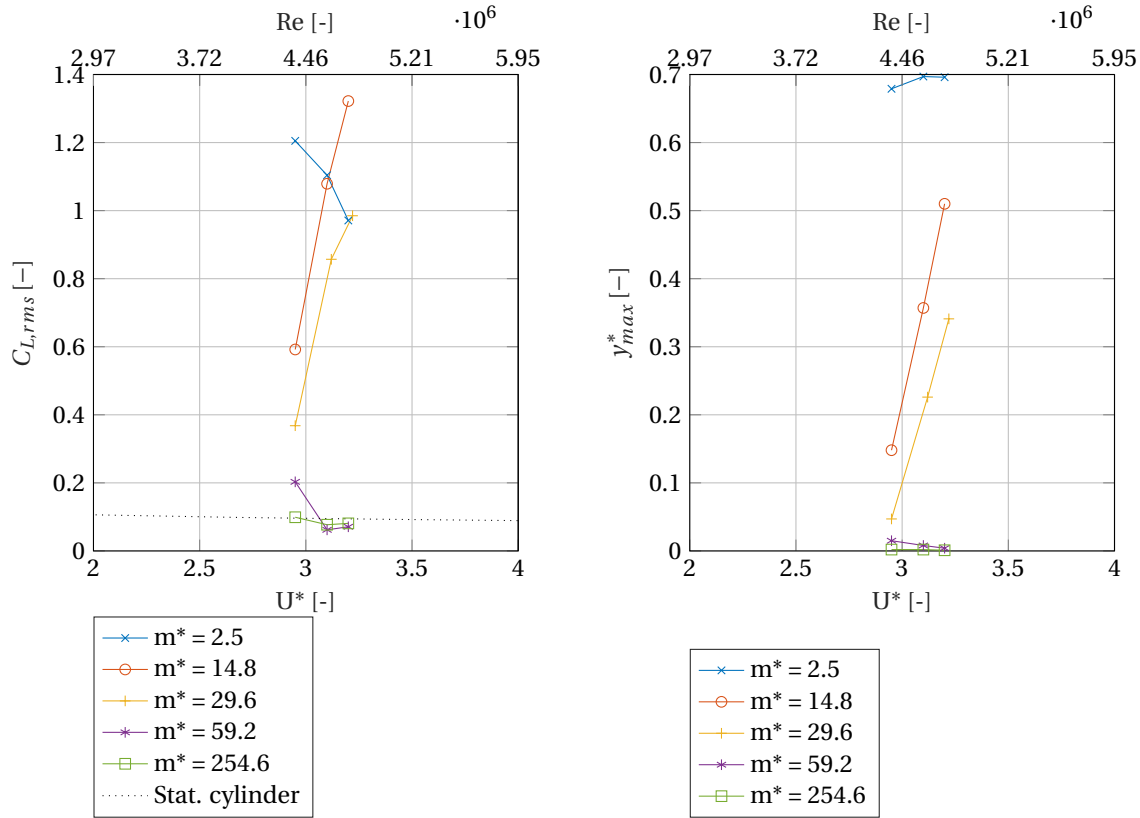 Re [-]
·10⁶
2.97 3.72 4.46 5.21 5.95
1.4
1.2
1
0.8
0.6
0.4
0.2
0
C_{L,rms} [−]
2 2.5 3 3.5 4
U* [-]
m* = 2.5
m* = 14.8
m* = 29.6
m* = 59.2
m* = 254.6
Stat. cylinder
Re [-]
·10⁶
2.97 3.72 4.46 5.21 5.95
0.7
0.6
0.5
0.4
0.3
0.2
0.1
0
y*_{max} [−]
2 2.5 3 3.5 4
U* [-]
m* = 2.5
m* = 14.8
m* = 29.6
m* = 59.2
m* = 254.6